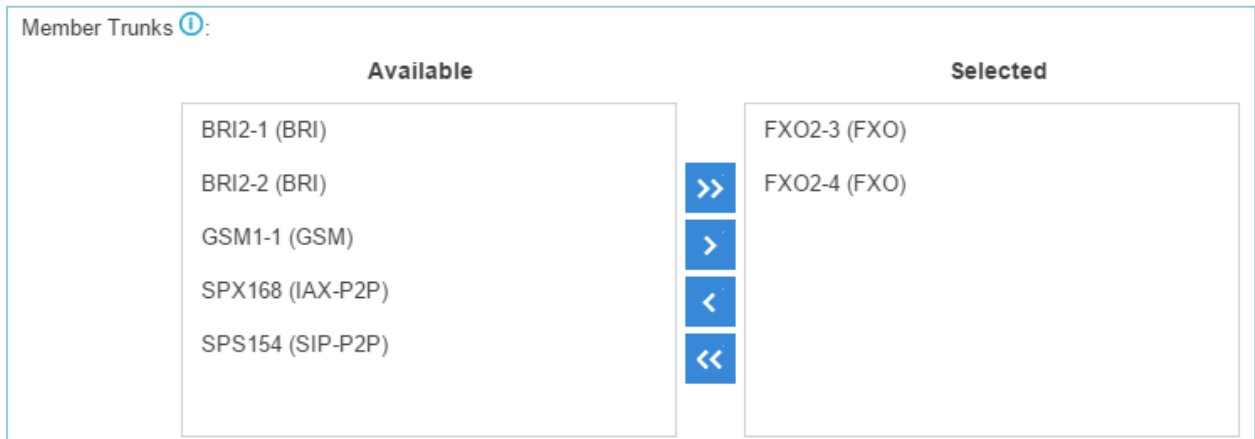 Member Trunks ⓘ:
Available
Selected
BRI2-1 (BRI)
BRI2-2 (BRI)
GSM1-1 (GSM)
SPX168 (IAX-P2P)
SPS154 (SIP-P2P)
>>
>
<
<<
FXO2-3 (FXO)
FXO2-4 (FXO)